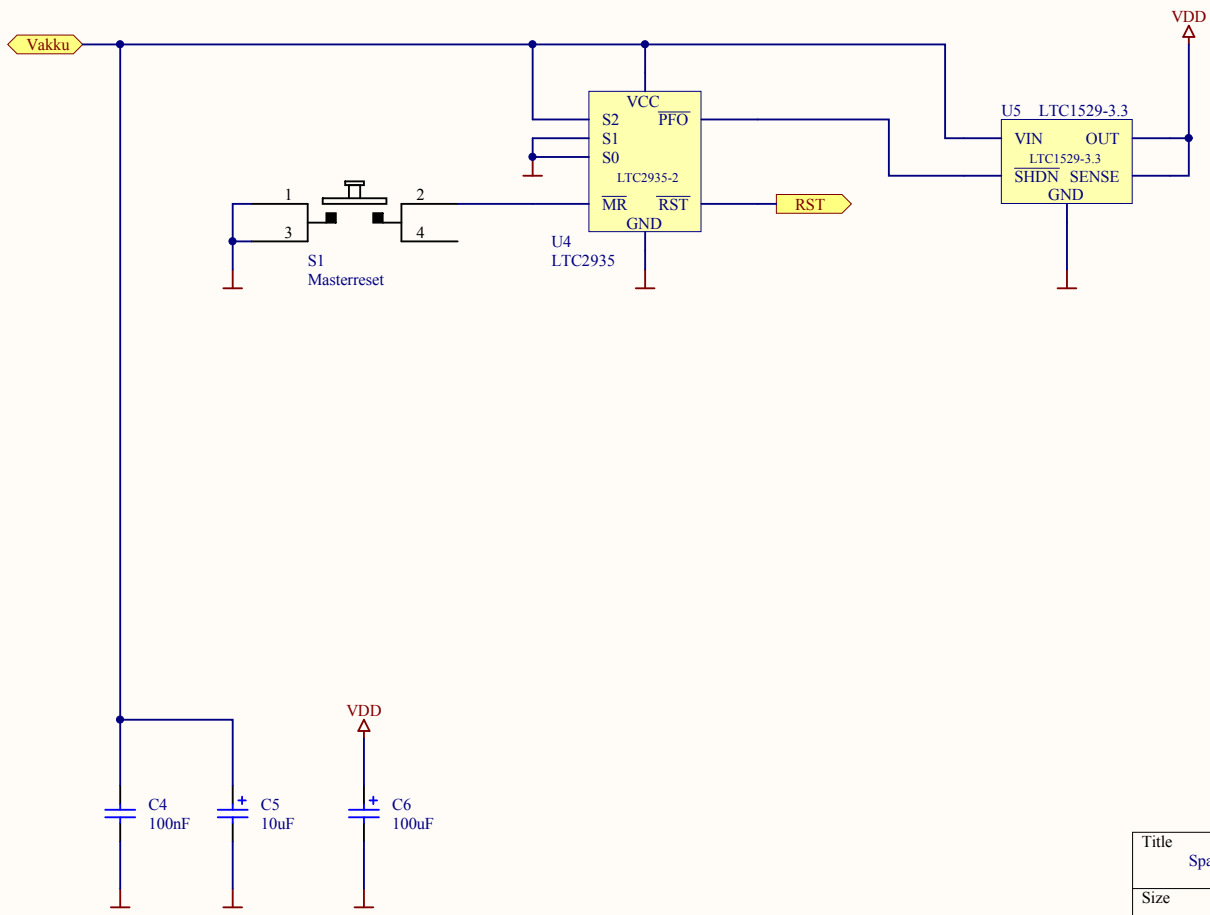 VDD
Vakku
U5 LTC1529-3.3
VCC
S2 PFO
S1
S0
LTC2935-2
MR RST
GND
VIN OUT
LTC1529-3.3
SHDN SENSE
GND
RST
1 2
3 4
S1
Masterreset
U4
LTC2935
VDD
C4
100nF
C5
10uF
C6
100uF
Title
Spa
Size